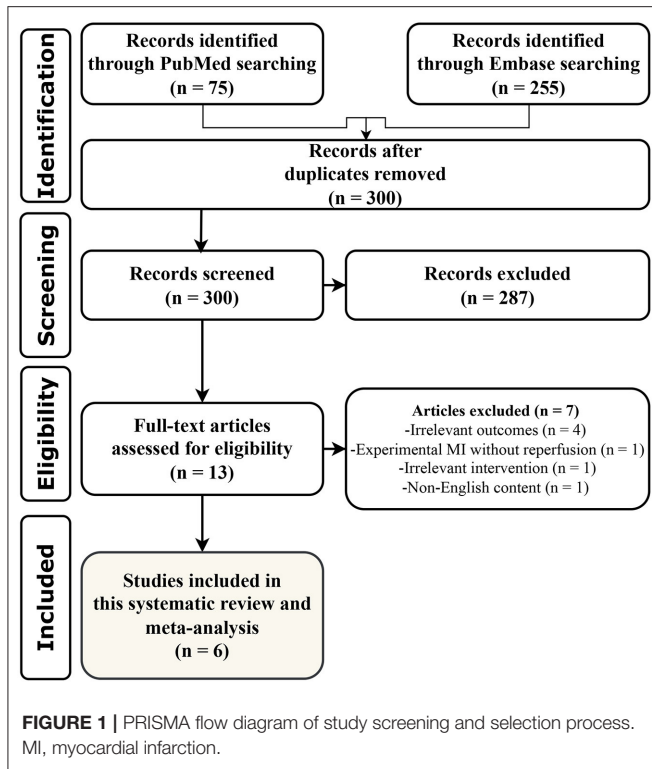 Identification
Records identified
through PubMed searching
(n = 75)
Records identified
through Embase searching
(n = 255)
Records after
duplicates removed
(n = 300)
Screening
Records screened
(n = 300)
Records excluded
(n = 287)
Eligibility
Full-text articles
assessed for eligibility
(n = 13)
Articles excluded (n = 7)
-Irrelevant outcomes (n = 4)
-Experimental MI without reperfusion (n = 1)
-Irrelevant intervention (n = 1)
-Non-English content (n = 1)
Included
Studies included in
this systematic review and
meta-analysis
(n = 6)
FIGURE 1 | PRISMA flow diagram of study screening and selection process.
MI, myocardial infarction.